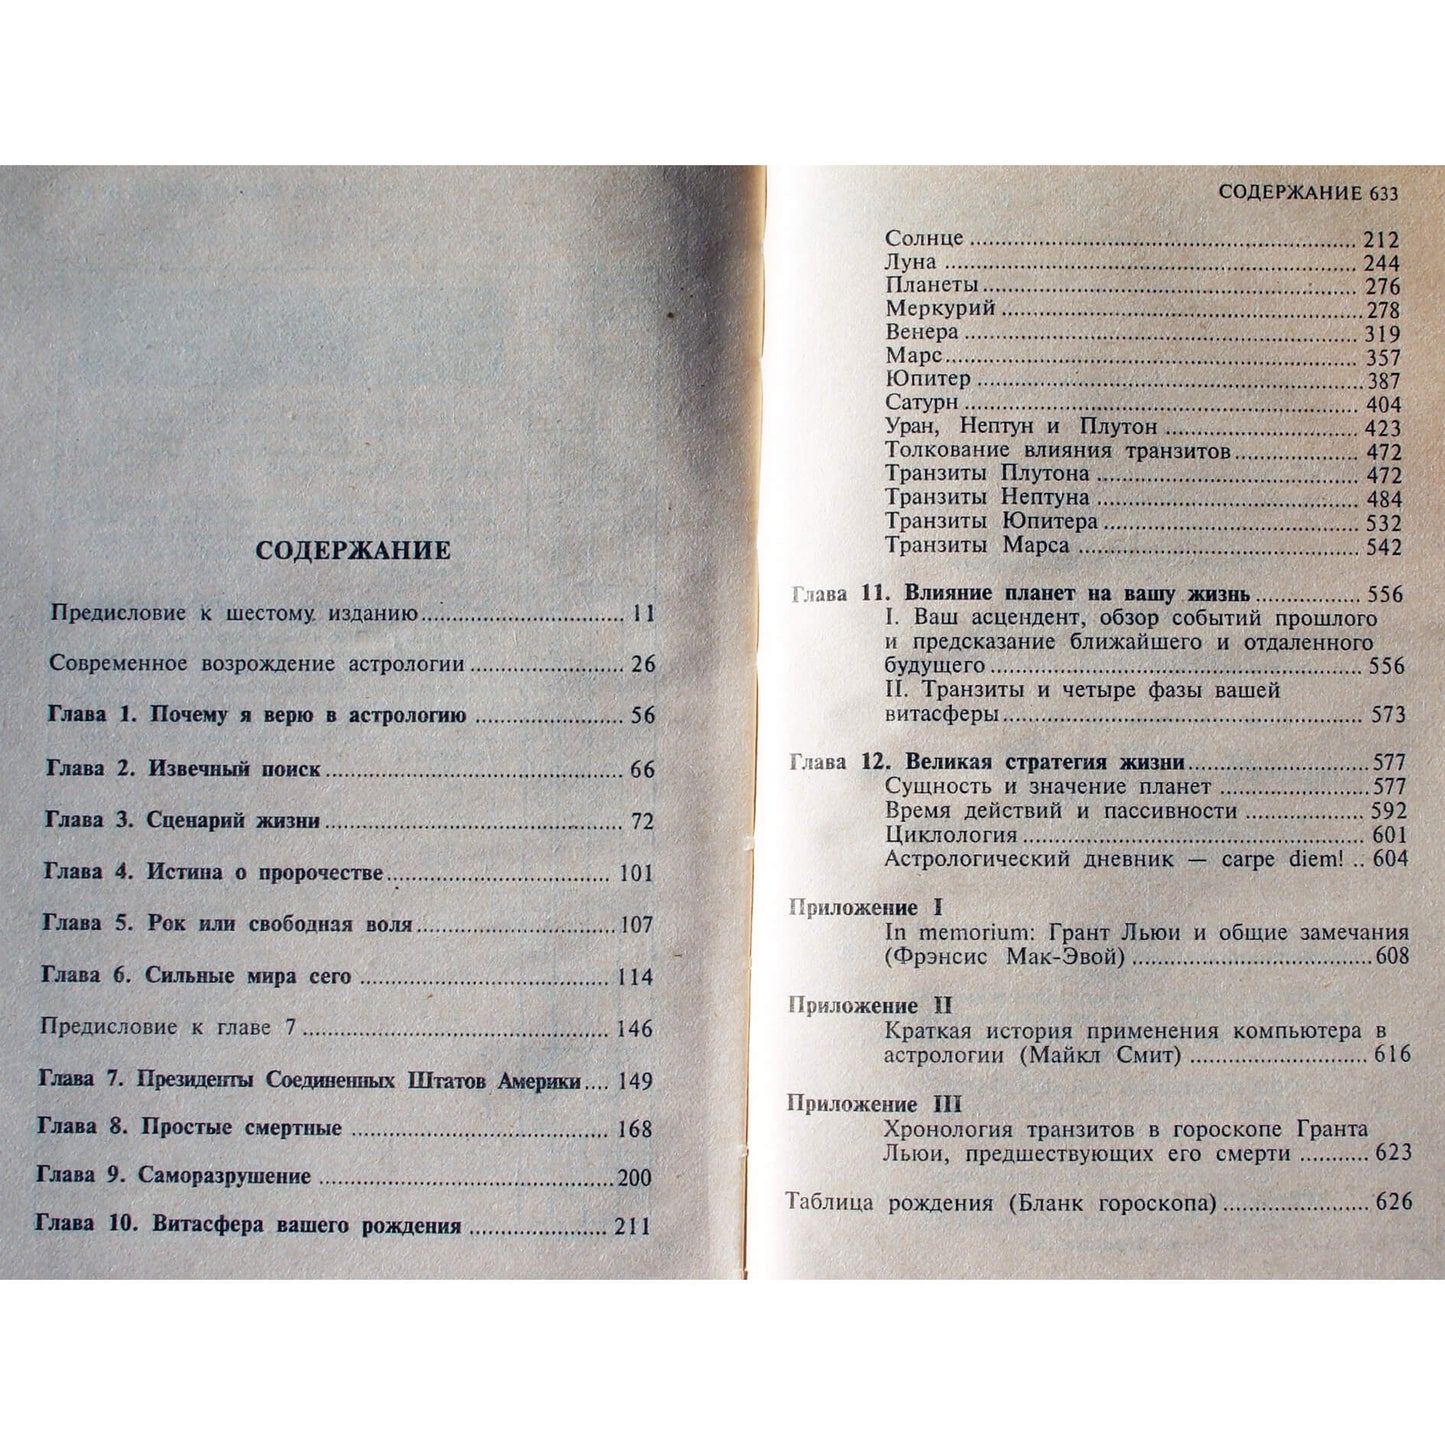 СОДЕРЖАНИЕ
Предисловие к шестому изданию.............................. 11
Современное возрождение астрологии........................ 26
Глава 1. Почему я верю в астрологию ....................... 56
Глава 2. Извечный поиск...................................... 66
Глава 3. Сценарий жизни...................................... 72
Глава 4. Истина о пророчестве................................ 101
Глава 5. Рок или свободная воля..............................107
Глава 6. Сильные мира сего ................................... 114
Предисловие к главе 7......................................... 146
Глава 7. Президенты Соединенных Штатов Америки.... 149
Глава 8. Простые смертные ................................... 168
Глава 9. Саморазрушение ......................................200
Глава 10. Витасфера вашего рождения ..................... 211
СОДЕРЖАНИЕ 633
Солнце ........................................................ 212
Луна ........................................................... 244
Планеты....................................................... 276
Меркурий .....................................................278
Венера ......................................................... 319
Марс............................................................ 357
Юпитер ........................................................387
Сатурн ......................................................... 404
Уран, Нептун и Плутон ............................. 423
Толкование влияния транзитов................... 472
Транзиты Плутона ....................................... 472
Транзиты Нептуна ....................................... 484
Транзиты Юпитера ...................................... 532
Транзиты Марса .......................................... 542
Глава 11. Влияние планет на вашу жизнь................ 556
I. Ваш асцендент, обзор событий прошлого
и предсказание ближайшего и отдаленного
будущего ...................................................... 556
II. Транзиты и четыре фазы вашей
витасферы..................................................... 573
Глава 12. Великая стратегия жизни...........................577
Сущность и значение планет .......................577
Время действий и пассивности .................. 592
Циклология .................................................. 601
Астрологический дневник — carpe diem! .. 604
Приложение I
In memorium: Грант Льюи и общие замечания
(Фрэнсис Мак-Эвой) ....................................608
Приложение II
Краткая история применения компьютера в
астрологии (Майкл Смит) ........................... 616
Приложение III
Хронология транзитов в гороскопе Гранта
Льюи, предшествующих его смерти ........... 623
Таблица рождения (Бланк гороскопа)...................... 626